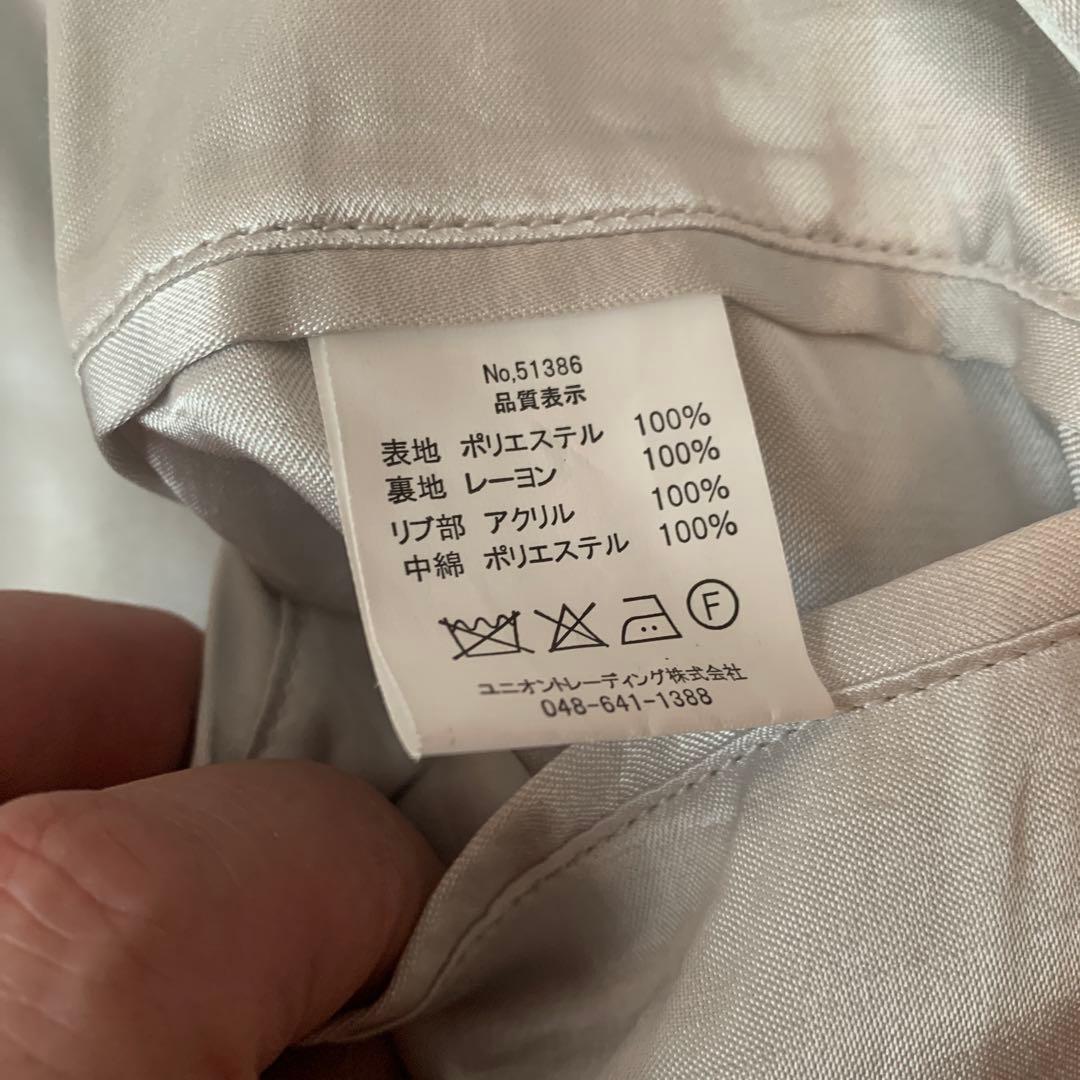 No,51386
品質表示
表地 ポリエステル 100%
裏地 レーヨン 100%
リブ部 アクリル 100%
中綿 ポリエステル 100%
F
ユニオントレーディング株式会社
048-641-1388